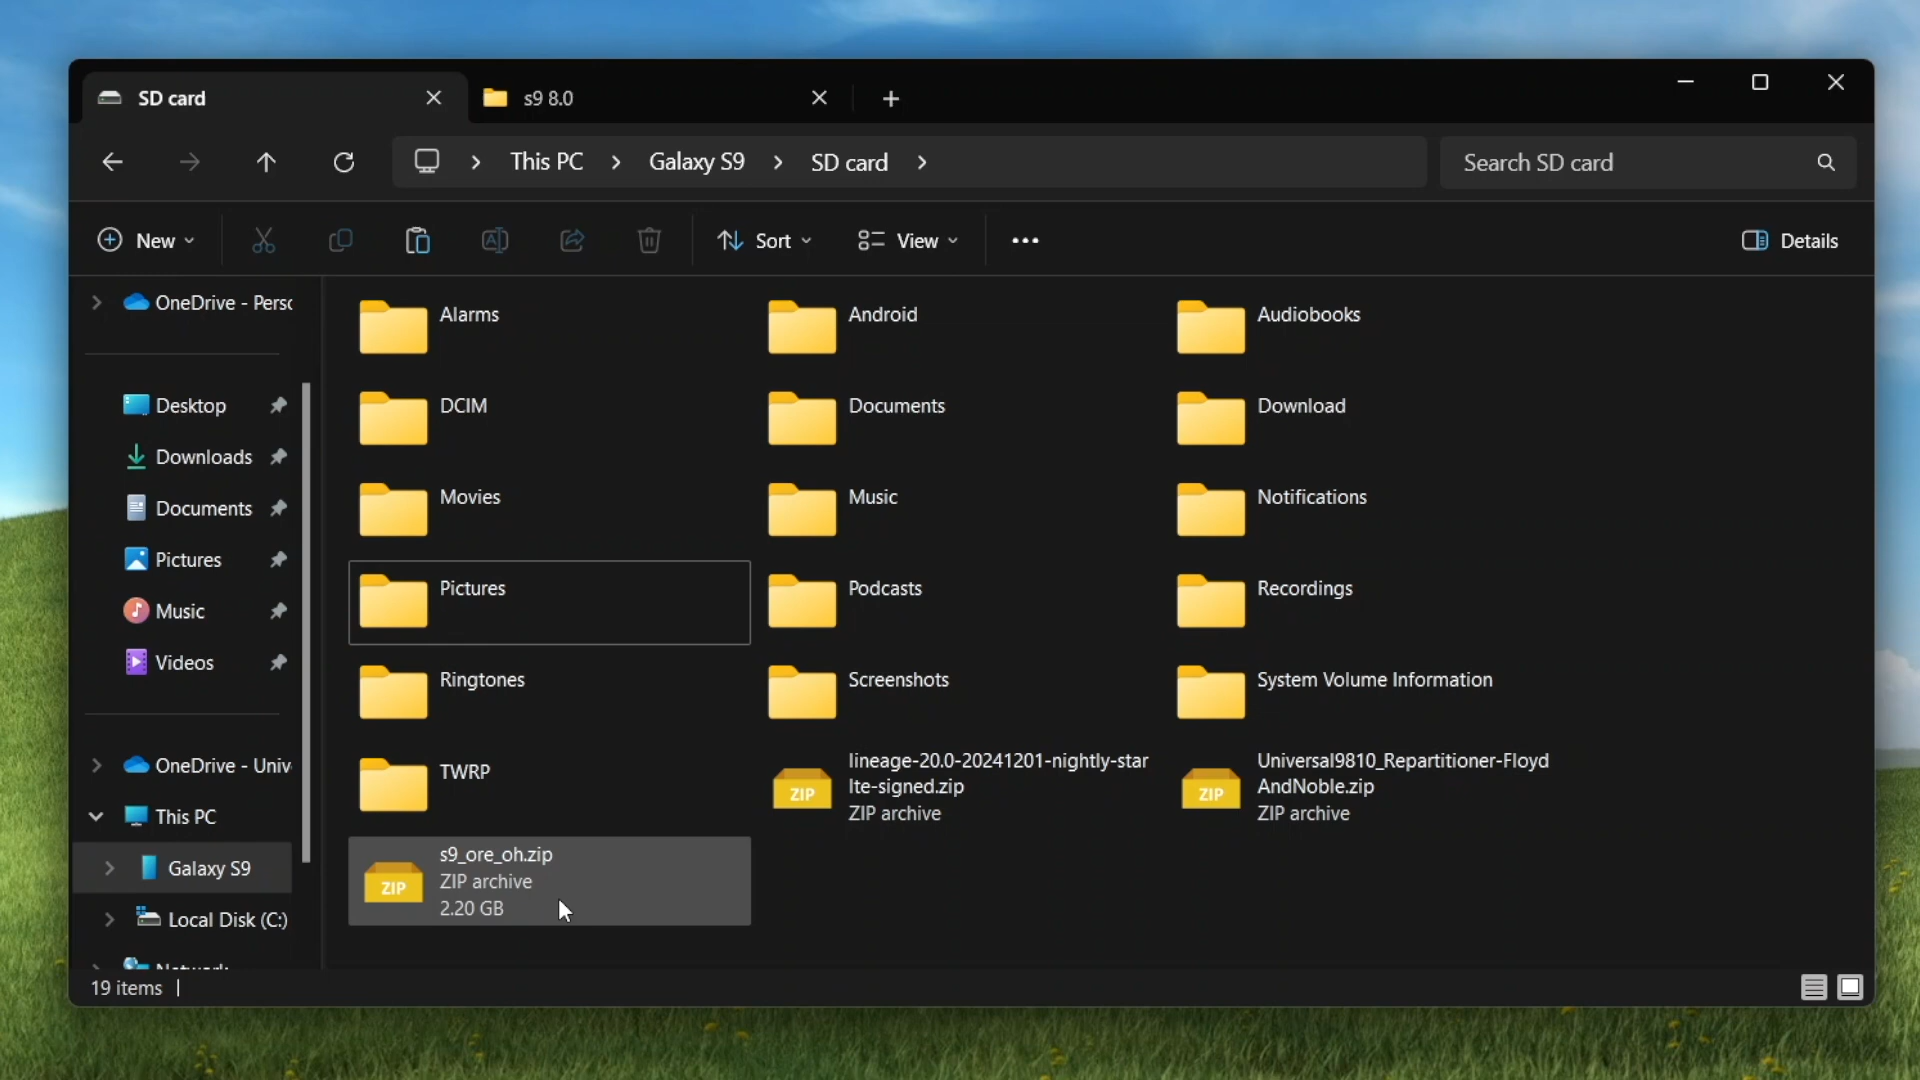 SD card
s9 8.0
This PC
Galaxy S9
SD card
Search SD card
New
Sort
View
Details
OneDrive - Perso
Desktop
Downloads
Documents
Pictures
Music
Videos
OneDrive - Univ
This PC
Galaxy S9
Local Disk (C:)
Network
Alarms
Android
Audiobooks
DCIM
Documents
Download
Movies
Music
Notifications
Pictures
Podcasts
Recordings
Ringtones
Screenshots
System Volume Information
TWRP
ZIP
lineage-20.0-20241201-nightly-star
lte-signed.zip
ZIP archive
ZIP
Universal9810_Repartitioner-Floyd
AndNoble.zip
ZIP archive
ZIP
s9_ore_oh.zip
ZIP archive
2.20 GB
19 items